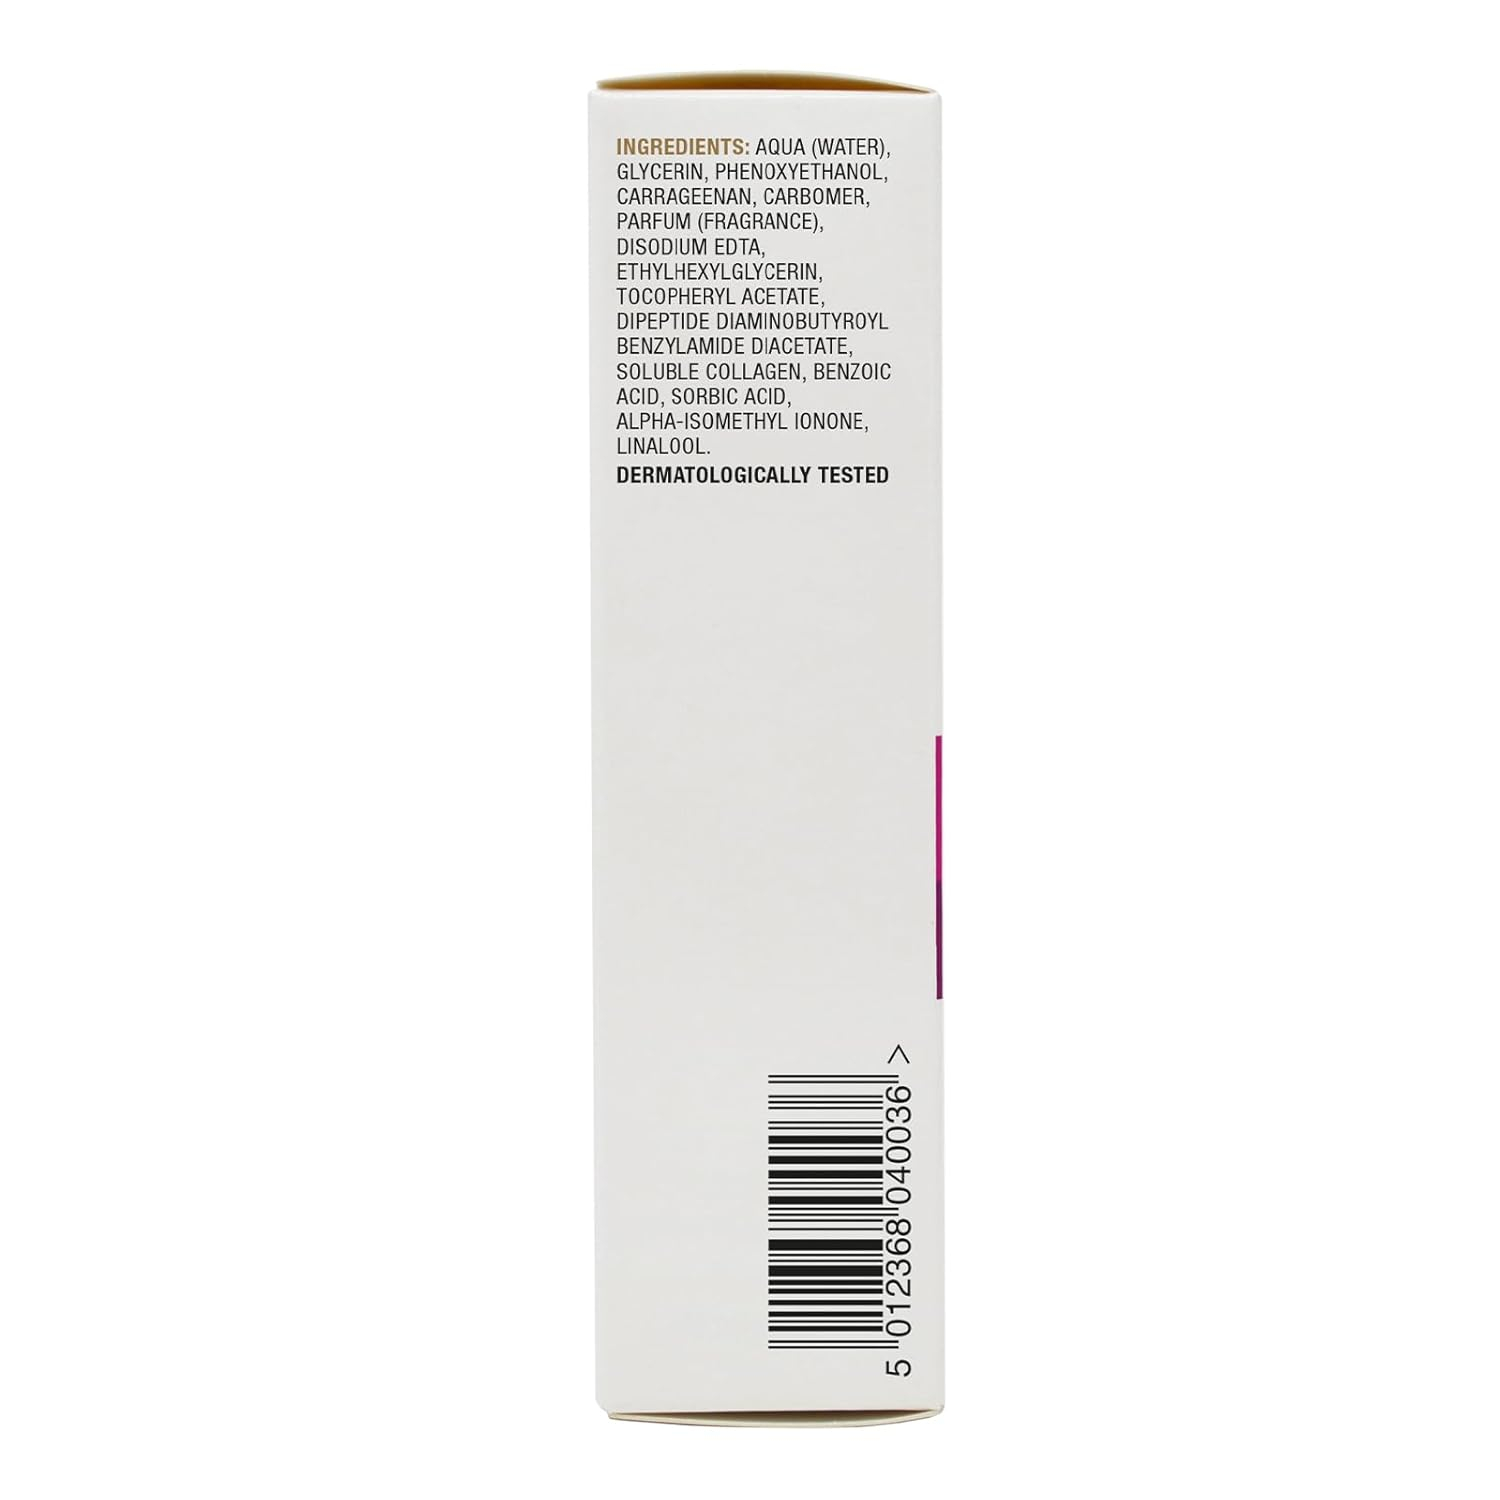 INGREDIENTS: AQUA (WATER),
GLYCERIN, PHENOXYETHANOL,
CARRAGEENAN, CARBOMER,
PARFUM (FRAGRANCE),
DISODIUM EDTA,
ETHYLHEXYLGLYCERIN,
TOCOPHERYL ACETATE,
DIPEPTIDE DIAMINOBUTYROYL
BENZYLAMIDE DIACETATE,
SOLUBLE COLLAGEN, BENZOIC
ACID, SORBIC ACID,
ALPHA-ISOMETHYL IONONE,
LINALOOL.
DERMATOLOGICALLY TESTED
5 012368 040036 >